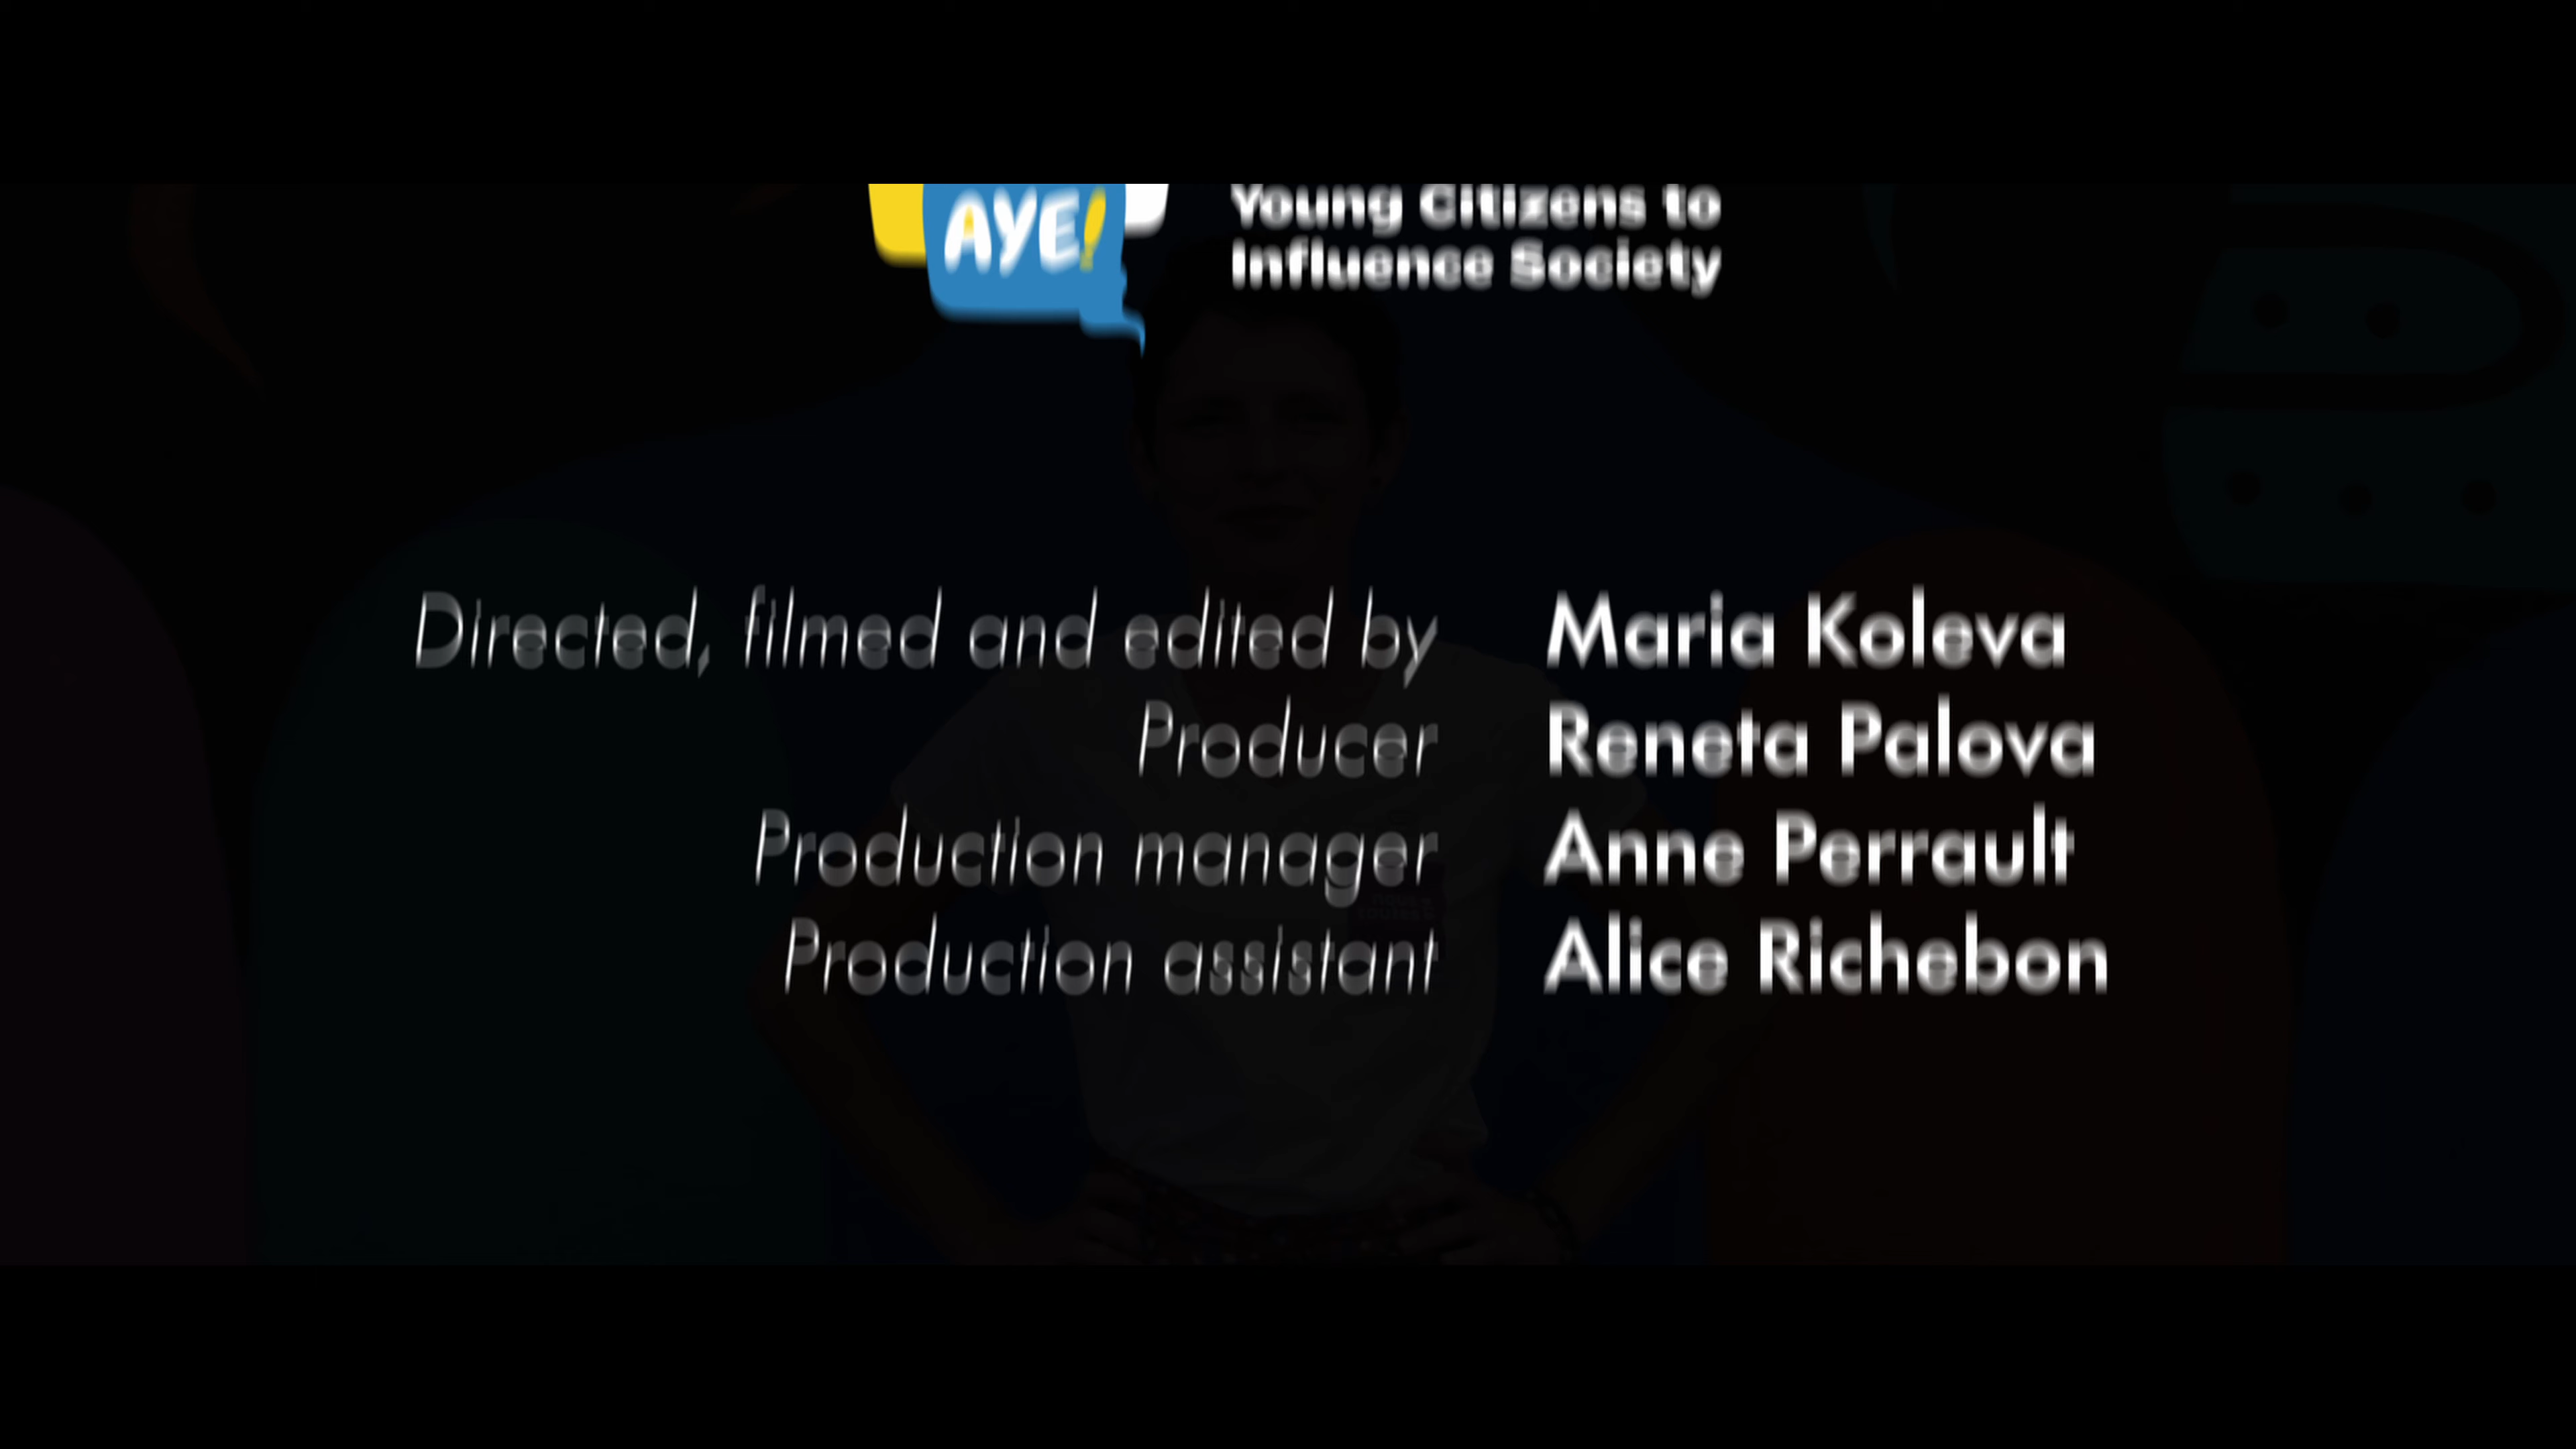 AYE!
Young Citizens to
Influence Society
Directed, filmed and edited by Maria Koleva
Producer Reneta Palova
Production manager Anne Perrault
Production assistant Alice Richebon